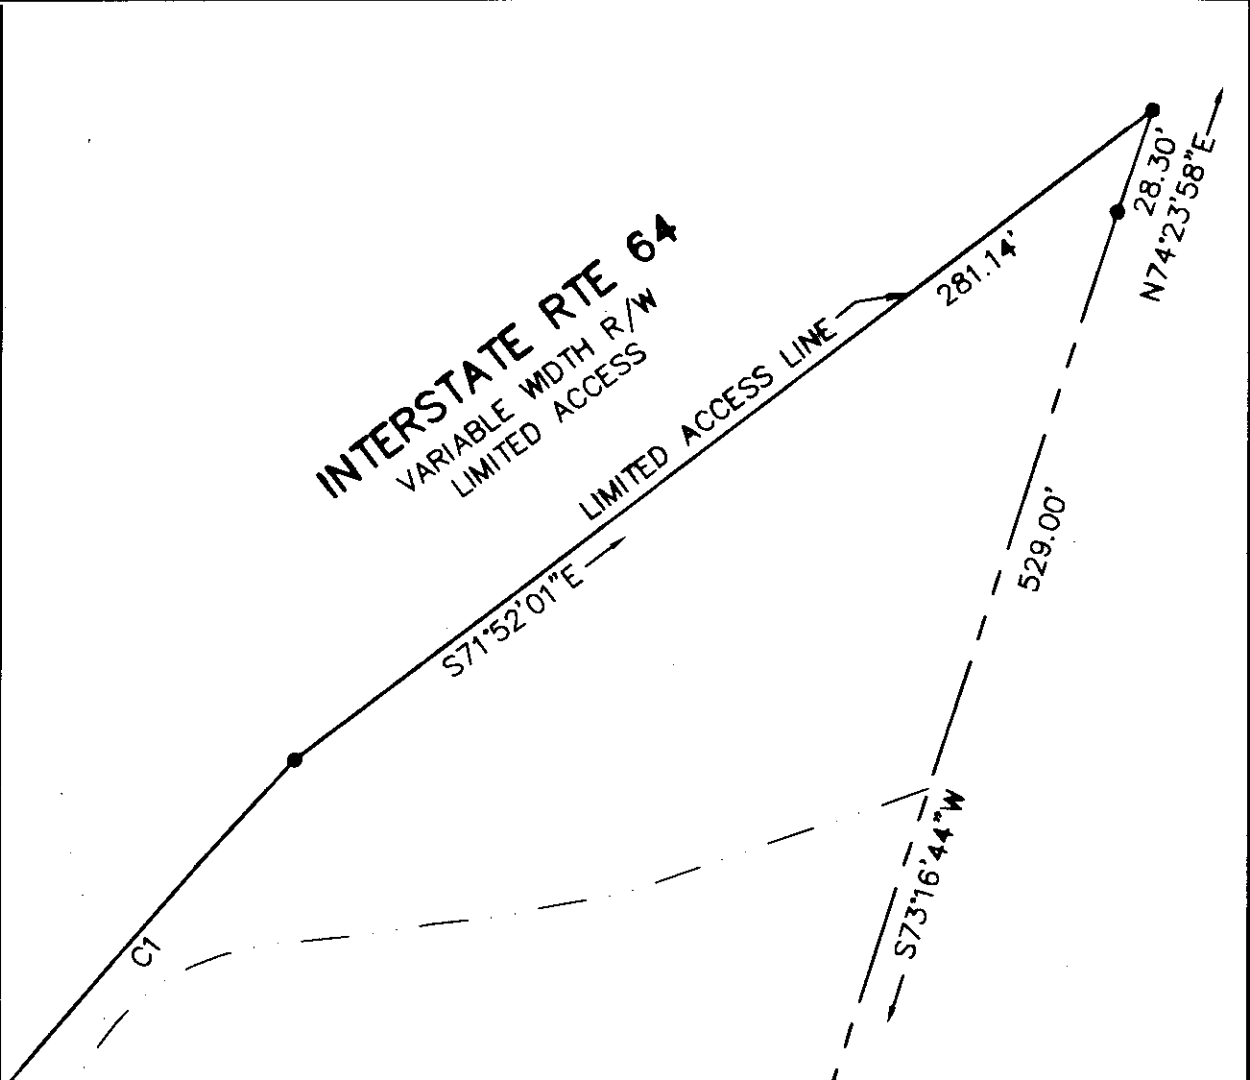 INTERSTATE RTE 64
VARIABLE WIDTH R/W
LIMITED ACCESS
LIMITED ACCESS LINE
281.14'
S71°52'01"E
28.30'
N74°23'58"E
529.00'
S73°16'44"W
C1